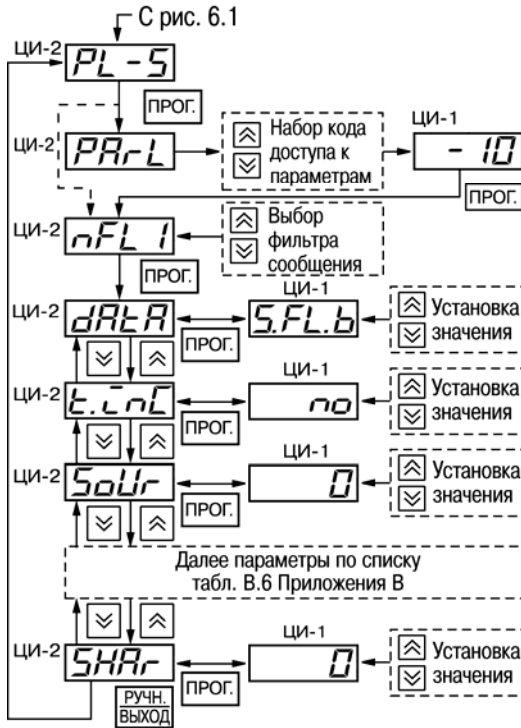 С рис. 6.1
ЦИ-2 PL-S
ПРОГ.
ЦИ-2 PArL
Набор кода
доступа к
параметрам
ЦИ-1
-10
ПРОГ.
ЦИ-2 nFL1
Выбор
фильтра
сообщения
ПРОГ.
ЦИ-1
ЦИ-2 dAtA
ПРОГ.
S.FL.b
Установка
значения
ЦИ-1
ЦИ-2 t.inC
ПРОГ.
no
Установка
значения
ЦИ-1
ЦИ-2 SoUr
ПРОГ.
0
Установка
значения
Далее параметры по списку
табл. В.6 Приложения В
ЦИ-1
ЦИ-2 SHAr
ПРОГ.
0
Установка
значения
РУЧН.
ВЫХОД